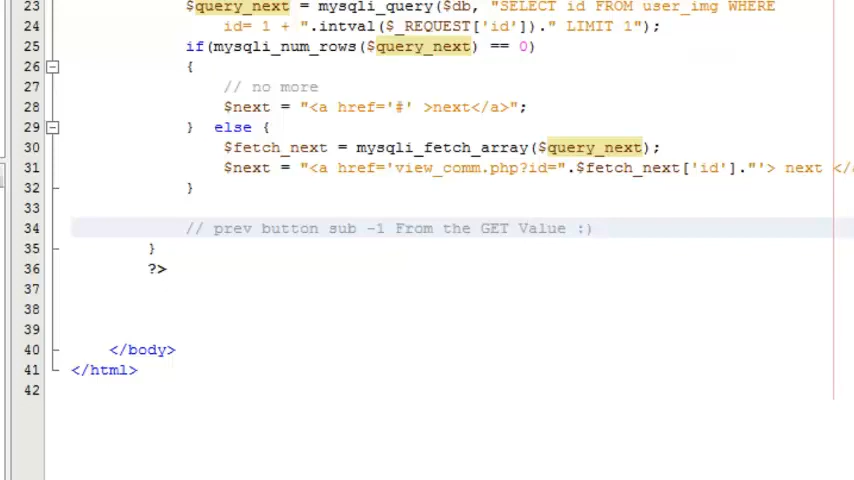 23 $query_next = mysqli_query($db, "SELECT id FROM user_img WHERE
24 id= 1 + ".intval($_REQUEST['id'])." LIMIT 1");
25 if(mysqli_num_rows($query_next) == 0)
26 {
27 // no more
28 $next = "<a href='#' >next</a>";
29 } else {
30 $fetch_next = mysqli_fetch_array($query_next);
31 $next = "<a href='view_comm.php?id=".$fetch_next['id']."'> next </
32 }
33
34 // prev button sub -1 From the GET Value :)
35 }
36 ?>
37
38
39
40 </body>
41 </html>
42